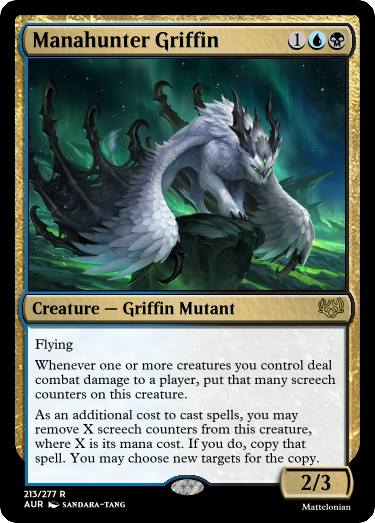 Manahunter Griffin 1
Creature — Griffin Mutant
Flying
Whenever one or more creatures you control deal
combat damage to a player, put that many screech
counters on this creature.
As an additional cost to cast spells, you may
remove X screech counters from this creature,
where X is its mana cost. If you do, copy that
spell. You may choose new targets for the copy.
2/3
213/277 R
AUR SANDARA-TANG
Mattelonian